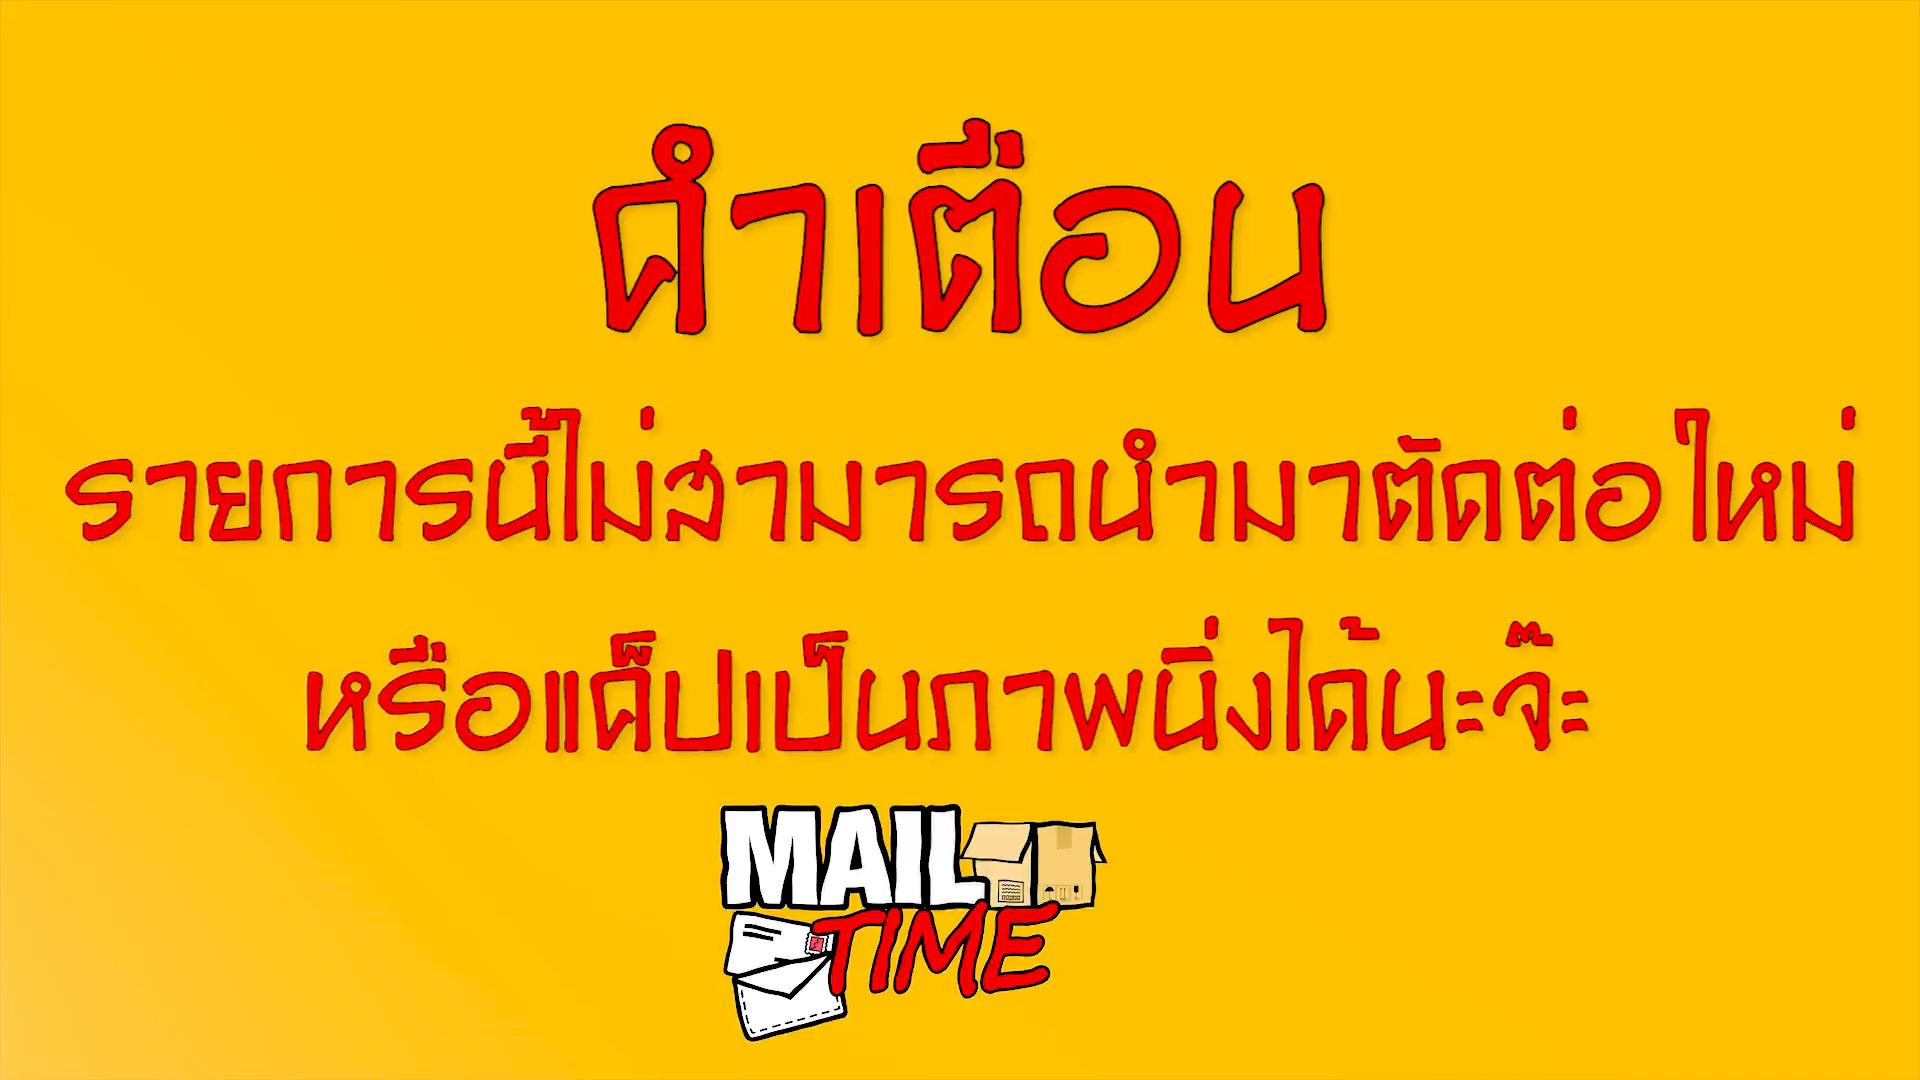 คำเตือน
รายการนี้ไม่สามารถนำมาตัดต่อใหม่
หรือแค็ปเป็นภาพนิ่งได้นะจ๊ะ
MAIL
TIME